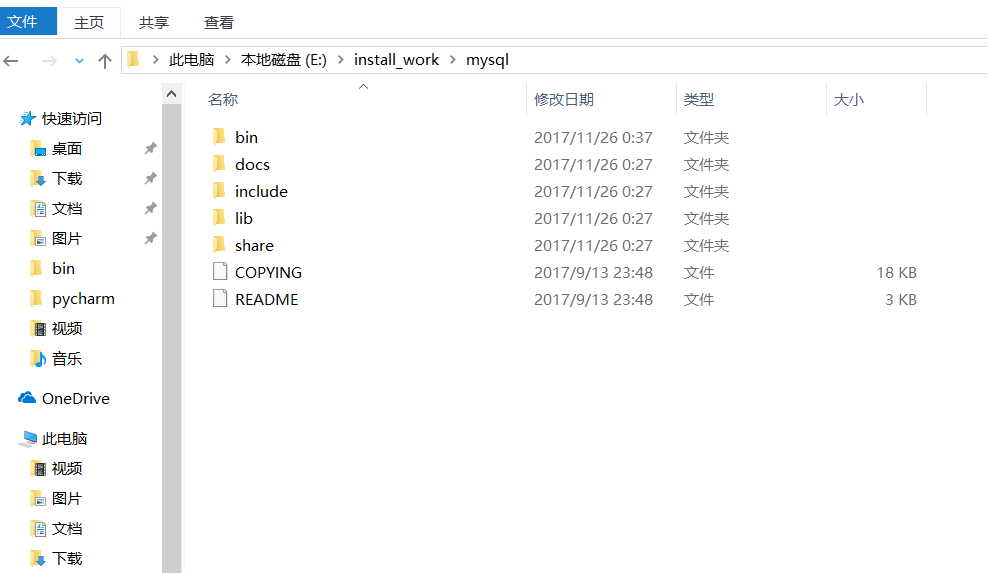 文件 主页 共享 查看
此电脑 本地磁盘 (E:) install_work mysql
名称 修改日期 类型 大小
快速访问
桌面
下载
文档
图片
bin
pycharm
视频
音乐
OneDrive
此电脑
视频
图片
文档
下载
bin 2017/11/26 0:37 文件夹
docs 2017/11/26 0:27 文件夹
include 2017/11/26 0:27 文件夹
lib 2017/11/26 0:27 文件夹
share 2017/11/26 0:27 文件夹
COPYING 2017/9/13 23:48 文件 18 KB
README 2017/9/13 23:48 文件 3 KB